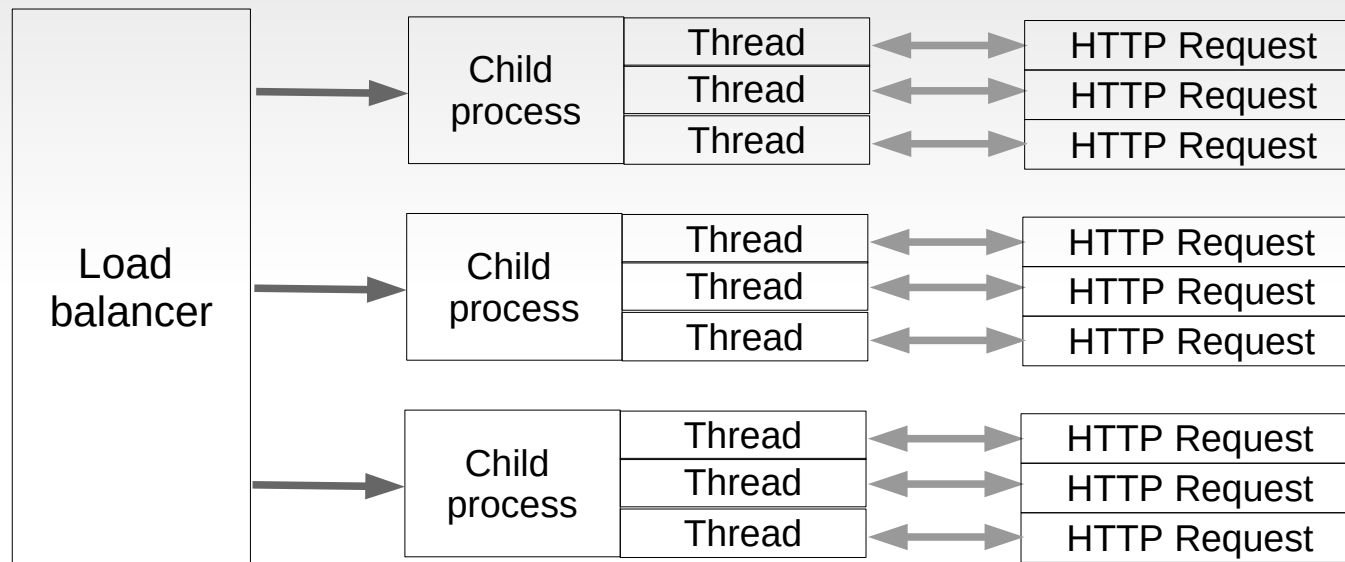 Load
balancer
Child
process
Thread
Thread
Thread
HTTP Request
HTTP Request
HTTP Request
Child
process
Thread
Thread
Thread
HTTP Request
HTTP Request
HTTP Request
Child
process
Thread
Thread
Thread
HTTP Request
HTTP Request
HTTP Request